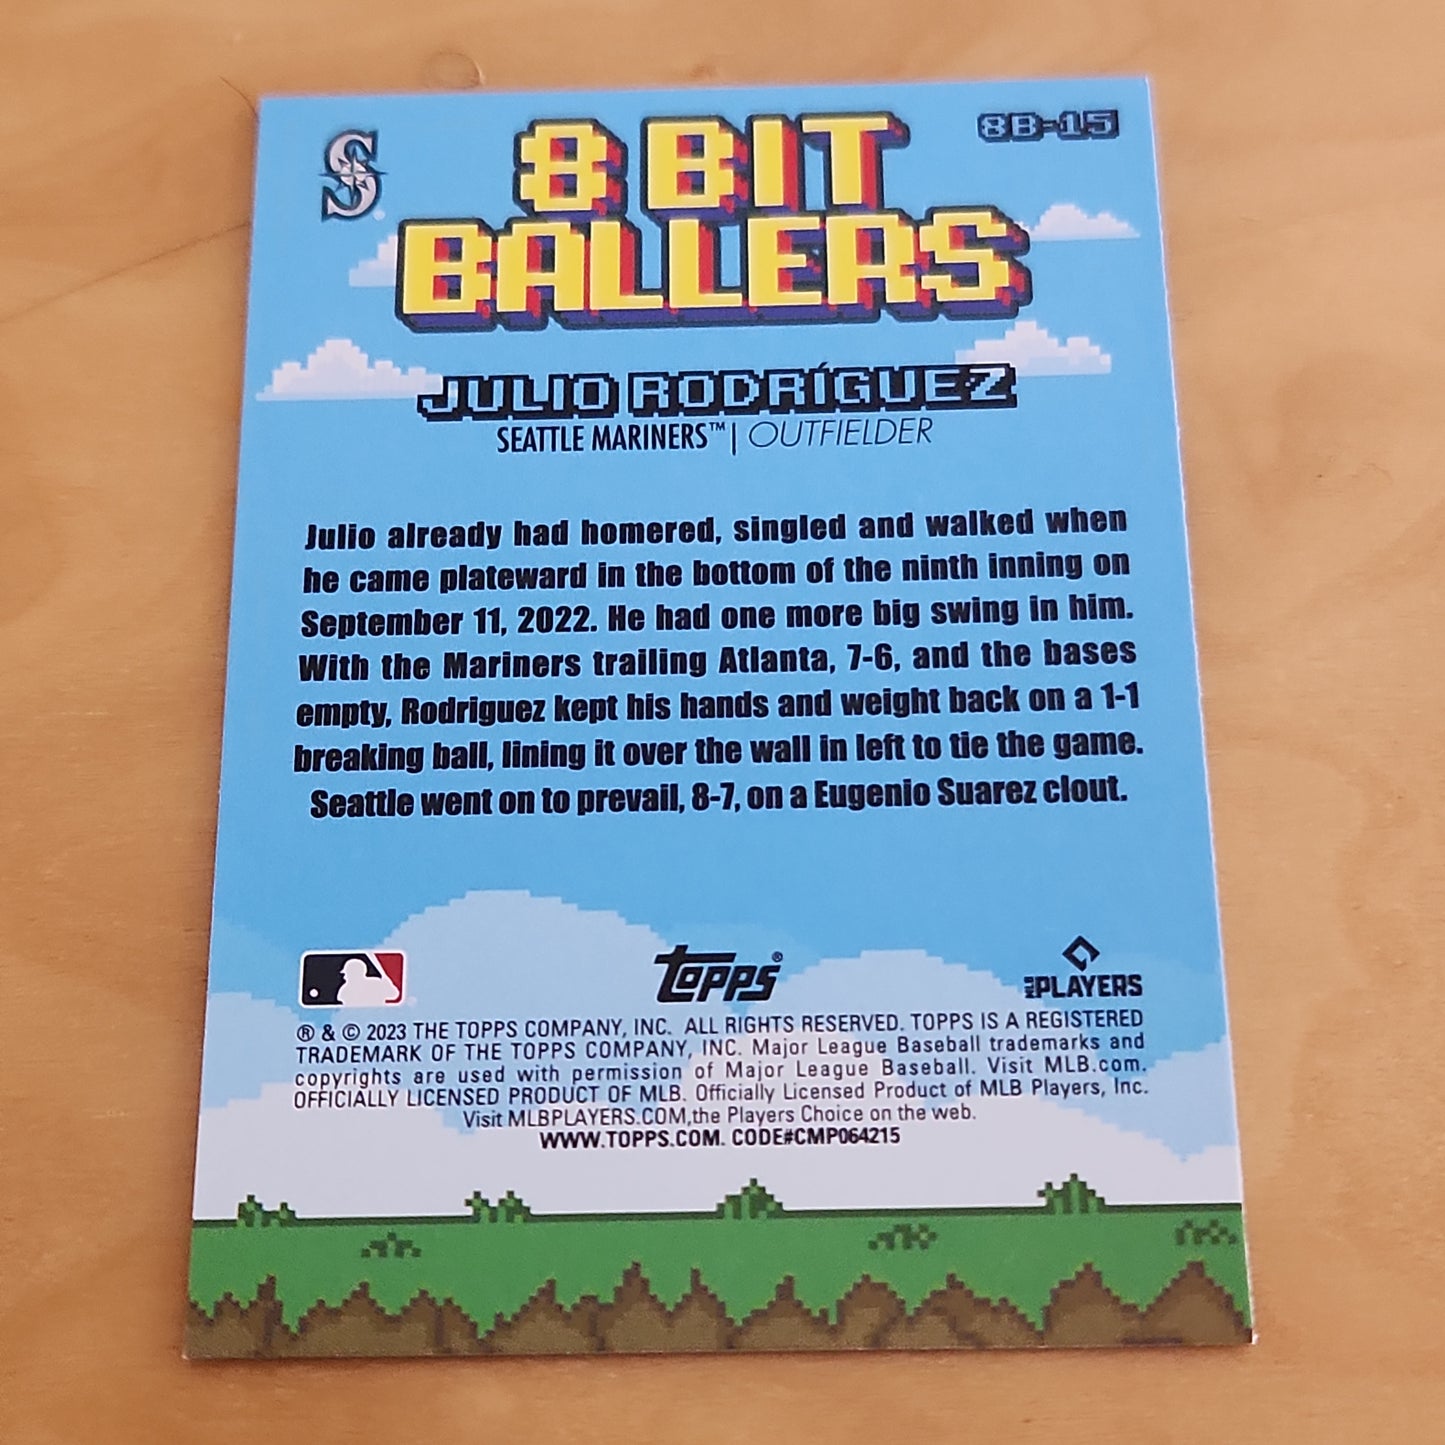 S®
8B-15
8 BIT
BALLERS
JULIO RODRÍGUEZ
SEATTLE MARINERS™ | OUTFIELDER
Julio already had homered, singled and walked when
he came plateward in the bottom of the ninth inning on
September 11, 2022. He had one more big swing in him.
With the Mariners trailing Atlanta, 7-6, and the bases
empty, Rodriguez kept his hands and weight back on a 1-1
breaking ball, lining it over the wall in left to tie the game.
Seattle went on to prevail, 8-7, on a Eugenio Suarez clout.
Topps®
MLB PLAYERS
® & © 2023 THE TOPPS COMPANY, INC. ALL RIGHTS RESERVED. TOPPS IS A REGISTERED
TRADEMARK OF THE TOPPS COMPANY, INC. Major League Baseball trademarks and
copyrights are used with permission of Major League Baseball. Visit MLB.com.
OFFICIALLY LICENSED PRODUCT OF MLB. Officially Licensed Product of MLB Players, Inc.
Visit MLBPLAYERS.COM,the Players Choice on the web.
WWW.TOPPS.COM. CODE#CMP064215